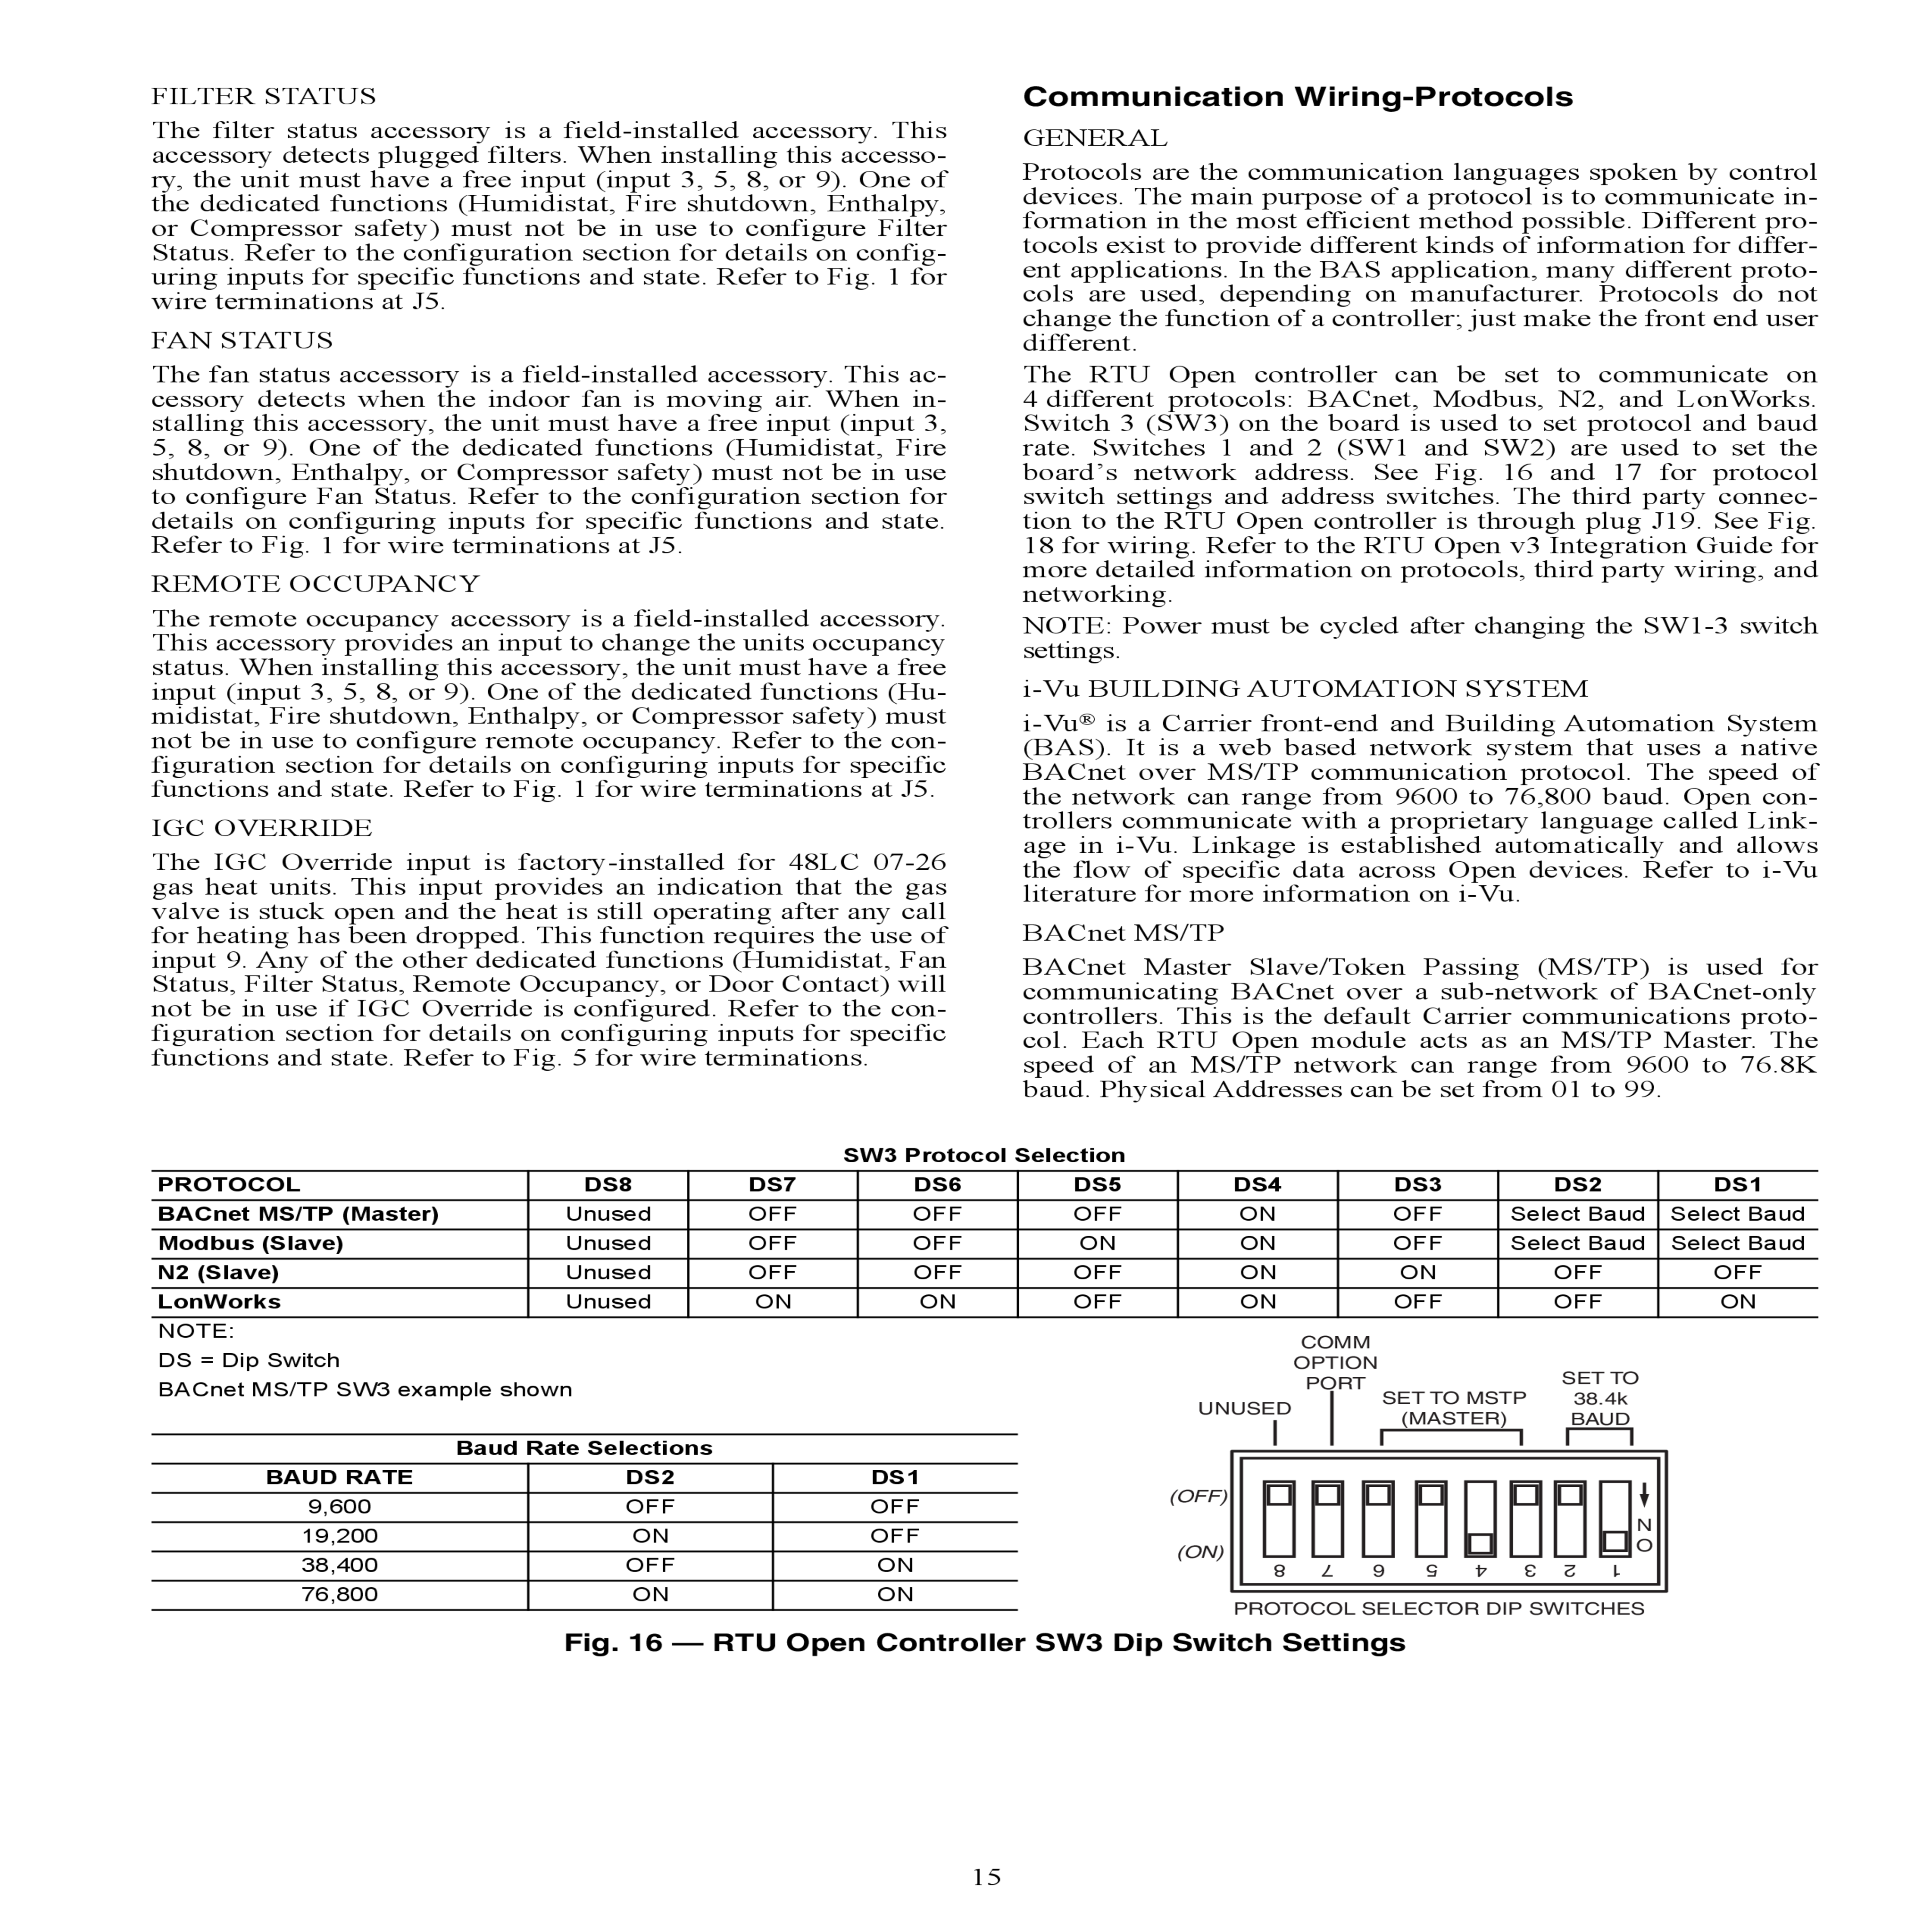 FILTER STATUS
The filter status accessory is a field-installed accessory. This
accessory detects plugged filters. When installing this accesso-
ry, the unit must have a free input (input 3, 5, 8, or 9). One of
the dedicated functions (Humidistat, Fire shutdown, Enthalpy,
or Compressor safety) must not be in use to configure Filter
Status. Refer to the configuration section for details on config-
uring inputs for specific functions and state. Refer to Fig. 1 for
wire terminations at J5.
FAN STATUS
The fan status accessory is a field-installed accessory. This ac-
cessory detects when the indoor fan is moving air. When in-
stalling this accessory, the unit must have a free input (input 3,
5, 8, or 9). One of the dedicated functions (Humidistat, Fire
shutdown, Enthalpy, or Compressor safety) must not be in use
to configure Fan Status. Refer to the configuration section for
details on configuring inputs for specific functions and state.
Refer to Fig. 1 for wire terminations at J5.
REMOTE OCCUPANCY
The remote occupancy accessory is a field-installed accessory.
This accessory provides an input to change the units occupancy
status. When installing this accessory, the unit must have a free
input (input 3, 5, 8, or 9). One of the dedicated functions (Hu-
midistat, Fire shutdown, Enthalpy, or Compressor safety) must
not be in use to configure remote occupancy. Refer to the con-
figuration section for details on configuring inputs for specific
functions and state. Refer to Fig. 1 for wire terminations at J5.
IGC OVERRIDE
The IGC Override input is factory-installed for 48LC 07-26
gas heat units. This input provides an indication that the gas
valve is stuck open and the heat is still operating after any call
for heating has been dropped. This function requires the use of
input 9. Any of the other dedicated functions (Humidistat, Fan
Status, Filter Status, Remote Occupancy, or Door Contact) will
not be in use if IGC Override is configured. Refer to the con-
figuration section for details on configuring inputs for specific
functions and state. Refer to Fig. 5 for wire terminations.
Communication Wiring-Protocols
GENERAL
Protocols are the communication languages spoken by control
devices. The main purpose of a protocol is to communicate in-
formation in the most efficient method possible. Different pro-
tocols exist to provide different kinds of information for differ-
ent applications. In the BAS application, many different proto-
cols are used, depending on manufacturer. Protocols do not
change the function of a controller; just make the front end user
different.
The RTU Open controller can be set to communicate on
4 different protocols: BACnet, Modbus, N2, and LonWorks.
Switch 3 (SW3) on the board is used to set protocol and baud
rate. Switches 1 and 2 (SW1 and SW2) are used to set the
board's network address. See Fig. 16 and 17 for protocol
switch settings and address switches. The third party connec-
tion to the RTU Open controller is through plug J19. See Fig.
18 for wiring. Refer to the RTU Open v3 Integration Guide for
more detailed information on protocols, third party wiring, and
networking.
NOTE: Power must be cycled after changing the SW1-3 switch
settings.
i-Vu BUILDING AUTOMATION SYSTEM
i-Vu® is a Carrier front-end and Building Automation System
(BAS). It is a web based network system that uses a native
BACnet over MS/TP communication protocol. The speed of
the network can range from 9600 to 76,800 baud. Open con-
trollers communicate with a proprietary language called Link-
age in i-Vu. Linkage is established automatically and allows
the flow of specific data across Open devices. Refer to i-Vu
literature for more information on i-Vu.
BACnet MS/TP
BACnet Master Slave/Token Passing (MS/TP) is used for
communicating BACnet over a sub-network of BACnet-only
controllers. This is the default Carrier communications proto-
col. Each RTU Open module acts as an MS/TP Master. The
speed of an MS/TP network can range from 9600 to 76.8K
baud. Physical Addresses can be set from 01 to 99.
SW3 Protocol Selection
PROTOCOL DS8 DS7 DS6 DS5 DS4 DS3 DS2 DS1
BACnet MS/TP (Master) Unused OFF OFF OFF ON OFF Select Baud Select Baud
Modbus (Slave) Unused OFF OFF ON ON OFF Select Baud Select Baud
N2 (Slave) Unused OFF OFF OFF ON ON OFF OFF
LonWorks Unused ON ON OFF ON OFF OFF ON
NOTE:
DS = Dip Switch
BACnet MS/TP SW3 example shown
Baud Rate Selections
BAUD RATE DS2 DS1
9,600 OFF OFF
19,200 ON OFF
38,400 OFF ON
76,800 ON ON
UNUSED
COMM
OPTION
PORT
SET TO MSTP
(MASTER)
SET TO
38.4k
BAUD
(OFF)
(ON)
8 7 6 5 4 3 2 1
ON
PROTOCOL SELECTOR DIP SWITCHES
Fig. 16 — RTU Open Controller SW3 Dip Switch Settings
15